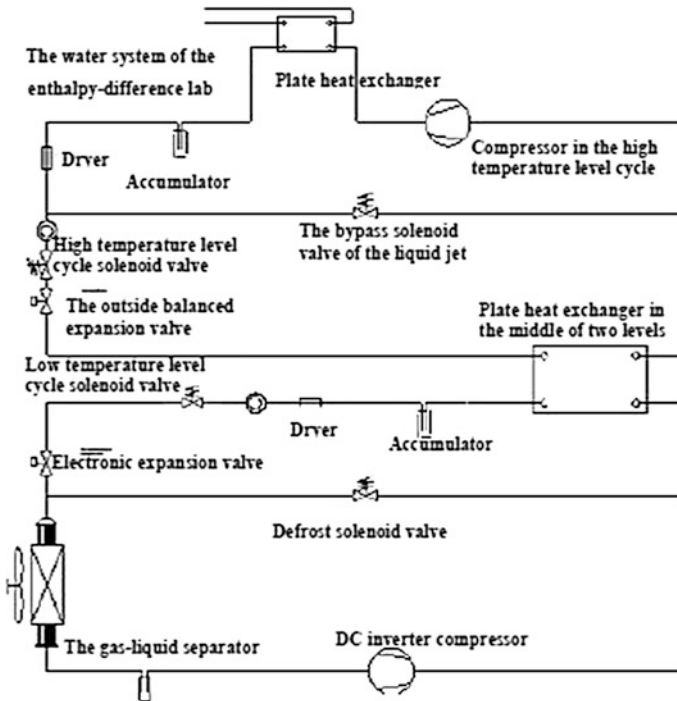 The water system of the
enthalpy-difference lab
Plate heat exchanger
Compressor in the high
temperature level cycle
Dryer
Accumulator
The bypass solenoid
valve of the liquid jet
High temperature level
cycle solenoid valve
The outside balanced
expansion valve
Plate heat exchanger in
the middle of two levels
Low temperature level
cycle solenoid valve
Dryer
Accumulator
Electronic expansion valve
Defrost solenoid valve
The gas-liquid separator
DC inverter compressor